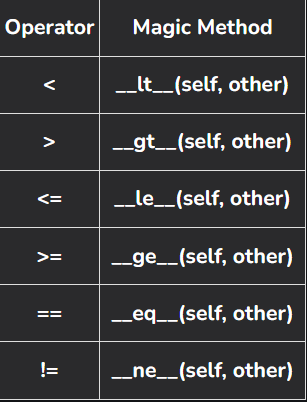 Operator Magic Method
< __lt__(self, other)
> __gt__(self, other)
<= __le__(self, other)
>= __ge__(self, other)
== __eq__(self, other)
!= __ne__(self, other)